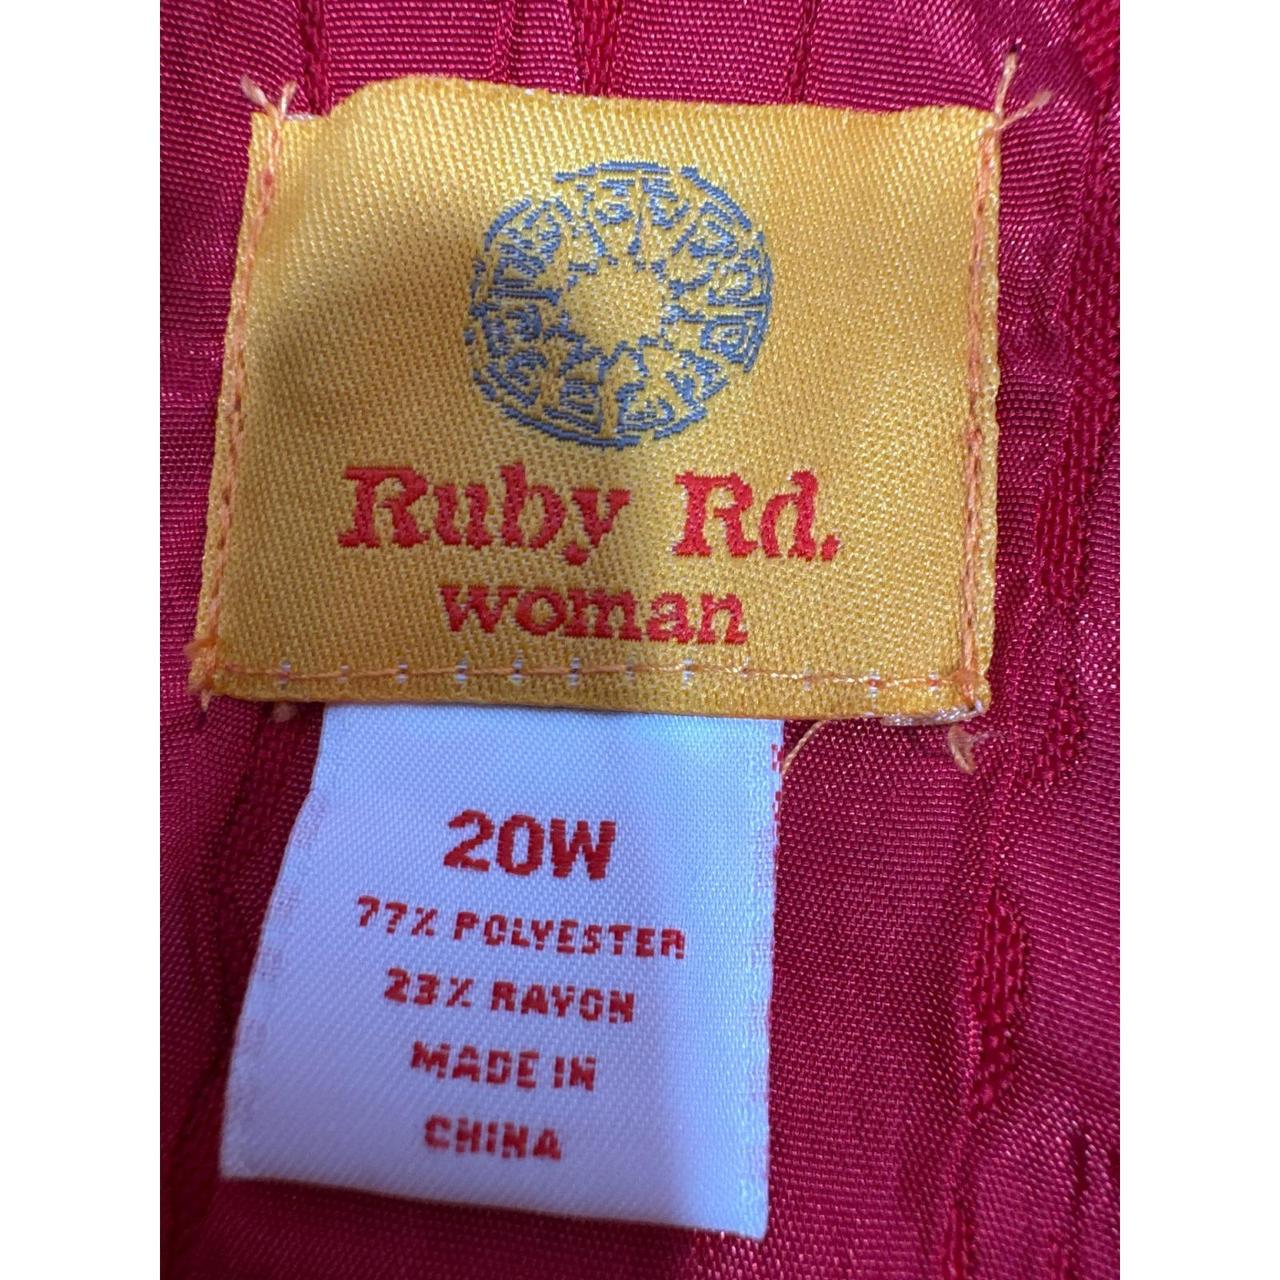 Ruby Rd.
woman
20W
77% POLYESTER
23% RAYON
MADE IN
CHINA